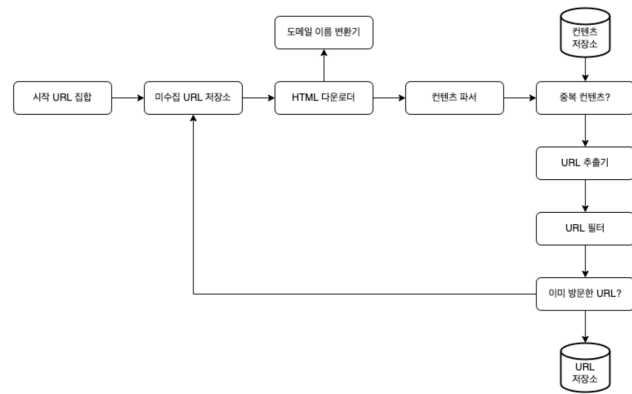 도메일 이름 변환기
컨텐츠
저장소
시작 URL 집합
미수집 URL 저장소
HTML 다운로더
컨텐츠 파서
중복 컨텐츠?
URL 추출기
URL 필터
이미 방문한 URL?
URL
저장소